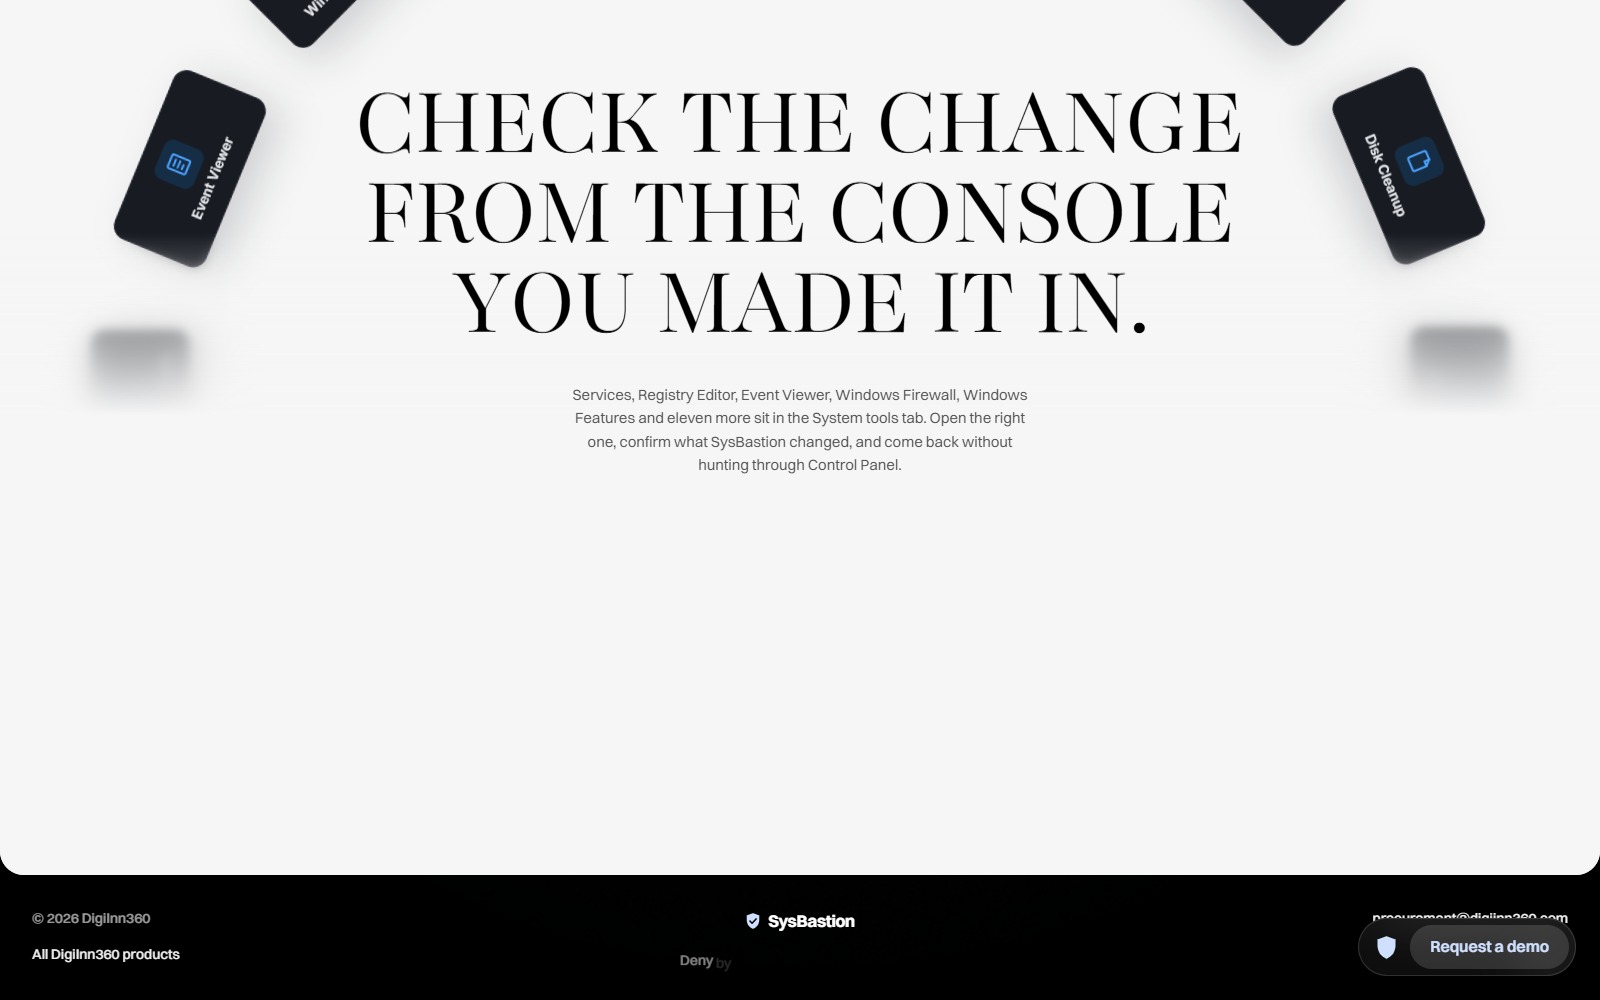 CHECK THE CHANGE
FROM THE CONSOLE
YOU MADE IT IN.
Event Viewer
Disk Cleanup
Services, Registry Editor, Event Viewer, Windows Firewall, Windows
Features and eleven more sit in the System tools tab. Open the right
one, confirm what SysBastion changed, and come back without
hunting through Control Panel.
© 2026 DigiInn360
All DigiInn360 products
SysBastion
Deny by
procurement@digiinn360.com
Request a demo